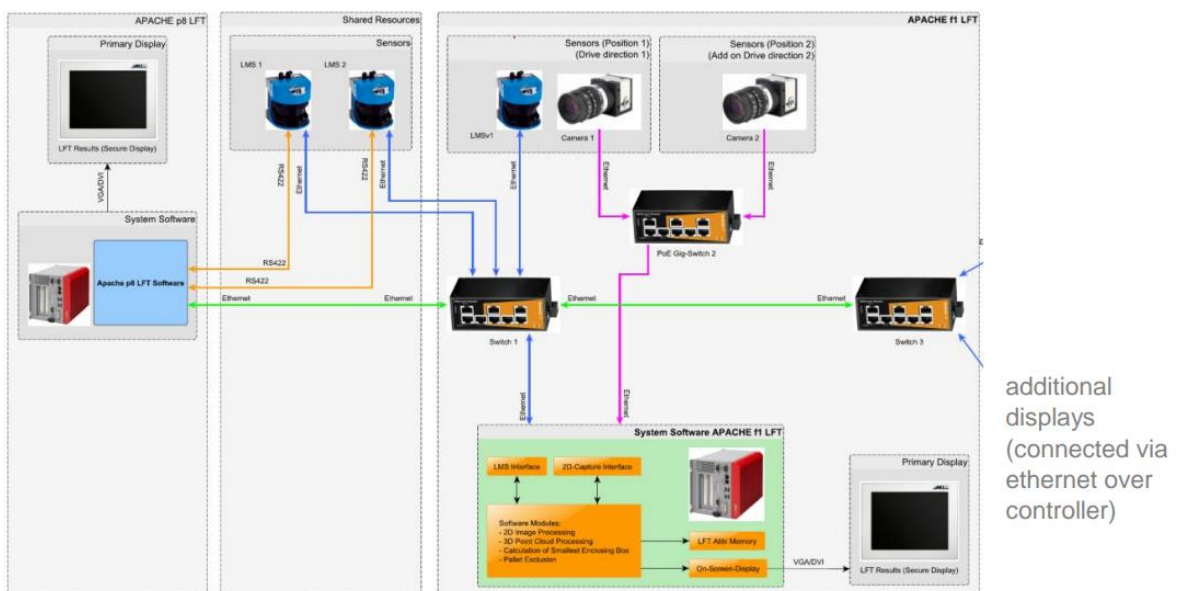 APACHE p8 LFT
Shared Resources
APACHE f1 LFT
Primary Display
LFT Results (Secure Display)
VGA/DVI
System Software
Apache p8 LFT Software
Sensors
LMS 1
LMS 2
RS422
Ethernet
RS422
Ethernet
RS422
RS422
Ethernet
Ethernet
Sensors (Position 1)
(Drive direction 1)
LMSv1
Camera 1
Sensors (Position 2)
(Add on Drive direction 2)
Camera 2
Ethernet
Ethernet
Ethernet
PoE Gig-Switch 2
Switch 1
Ethernet
Ethernet
Switch 3
Ethernet
Ethernet
System Software APACHE f1 LFT
LMS Interface
2D-Capture Interface
Software Modules:
- 2D Image Processing
- 3D Point Cloud Processing
- Calculation of Smallest Enclosing Box
- Pallet Exclusion
LFT Alibi Memory
On-Screen-Display
VGA/DVI
Primary Display
LFT Results (Secure Display)
additional
displays
(connected via
ethernet over
controller)